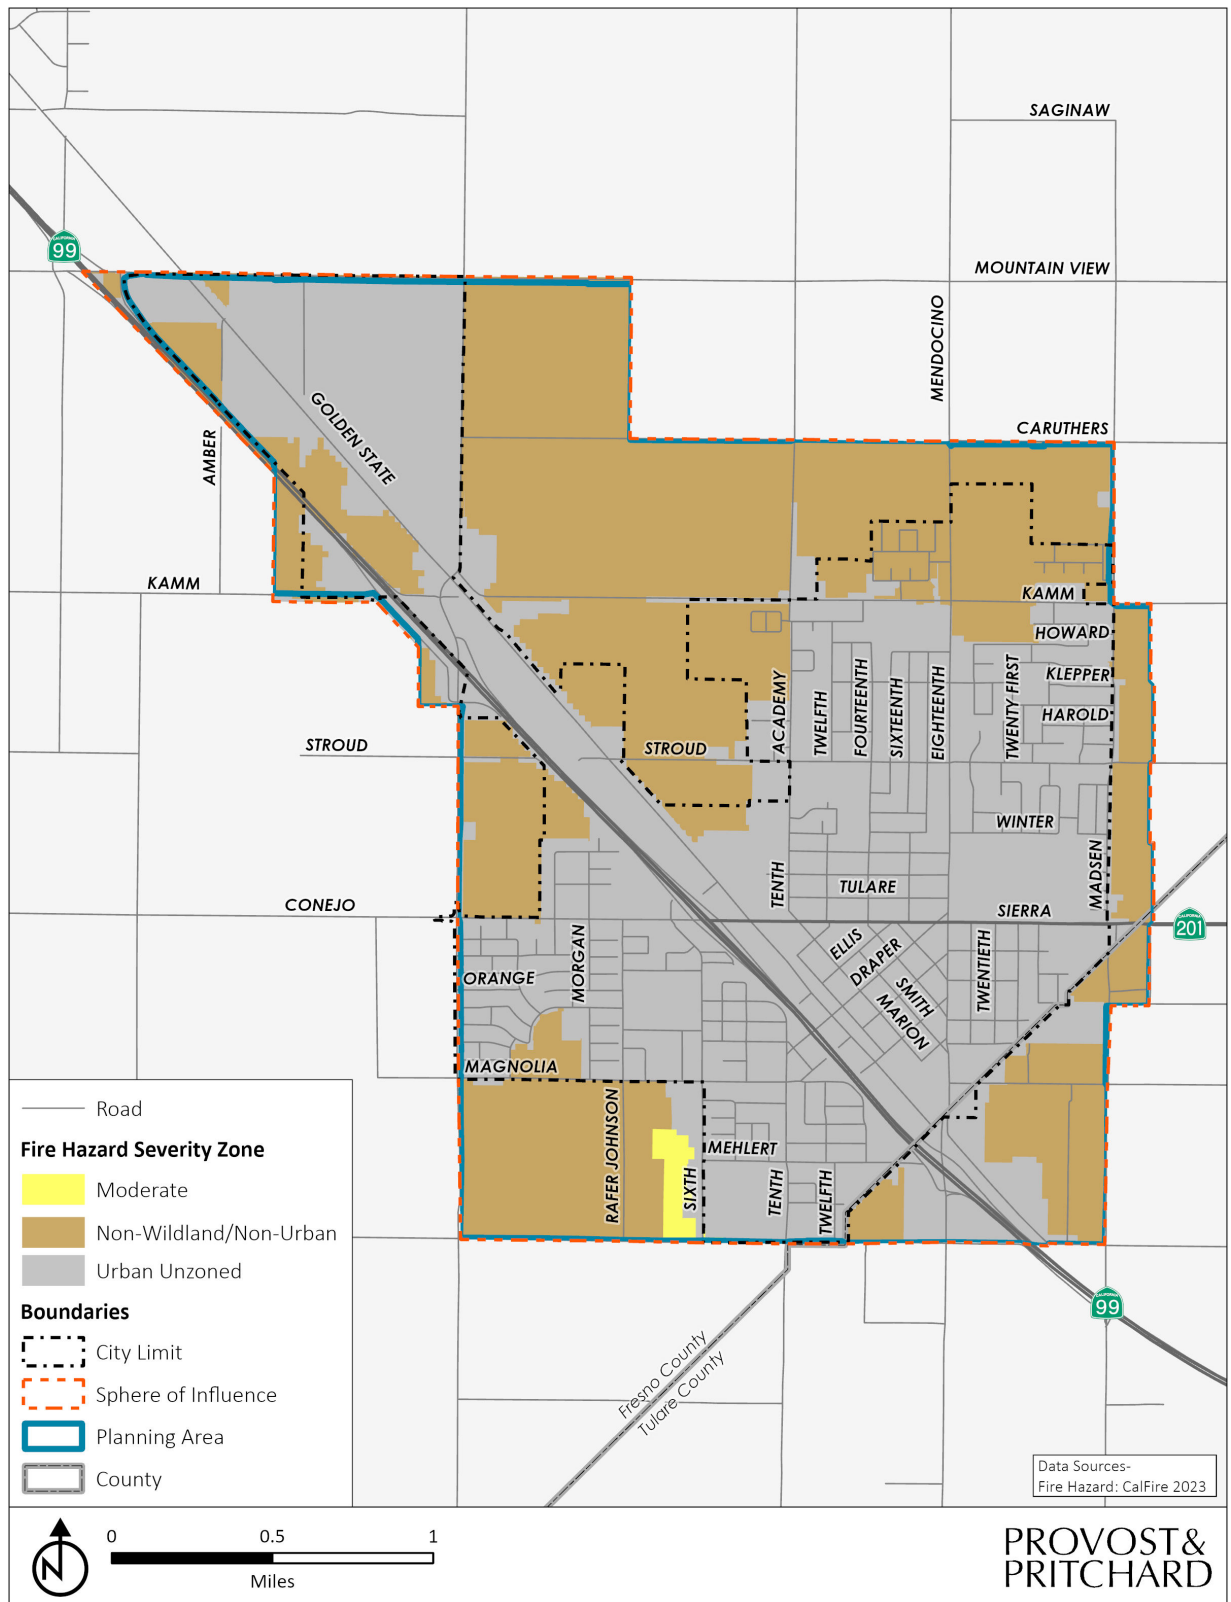 SAGINAW
CALIFORNIA
99
MOUNTAIN VIEW
MENDOCINO
GOLDEN STATE
CARUTHERS
AMBER
KAMM
KAMM
HOWARD
KLEPPER
HAROLD
ACADEMY
TWELFTH
FOURTEENTH
SIXTEENTH
EIGHTEENTH
TWENTY FIRST
STROUD
STROUD
WINTER
MADSEN
TENTH
TULARE
CONEJO
SIERRA
CALIFORNIA
201
ELLIS
DRAPER
SMITH
MARION
TWENTIETH
ORANGE
MORGAN
MAGNOLIA
RAFER JOHNSON
SIXTH
MEHLERT
TENTH
TWELFTH
CALIFORNIA
99
Fresno County
Tulare County
Road
Fire Hazard Severity Zone
Moderate
Non-Wildland/Non-Urban
Urban Unzoned
Boundaries
City Limit
Sphere of Influence
Planning Area
County
Data Sources-
Fire Hazard: CalFire 2023
N
0 0.5 1
Miles
PROVOST&
PRITCHARD